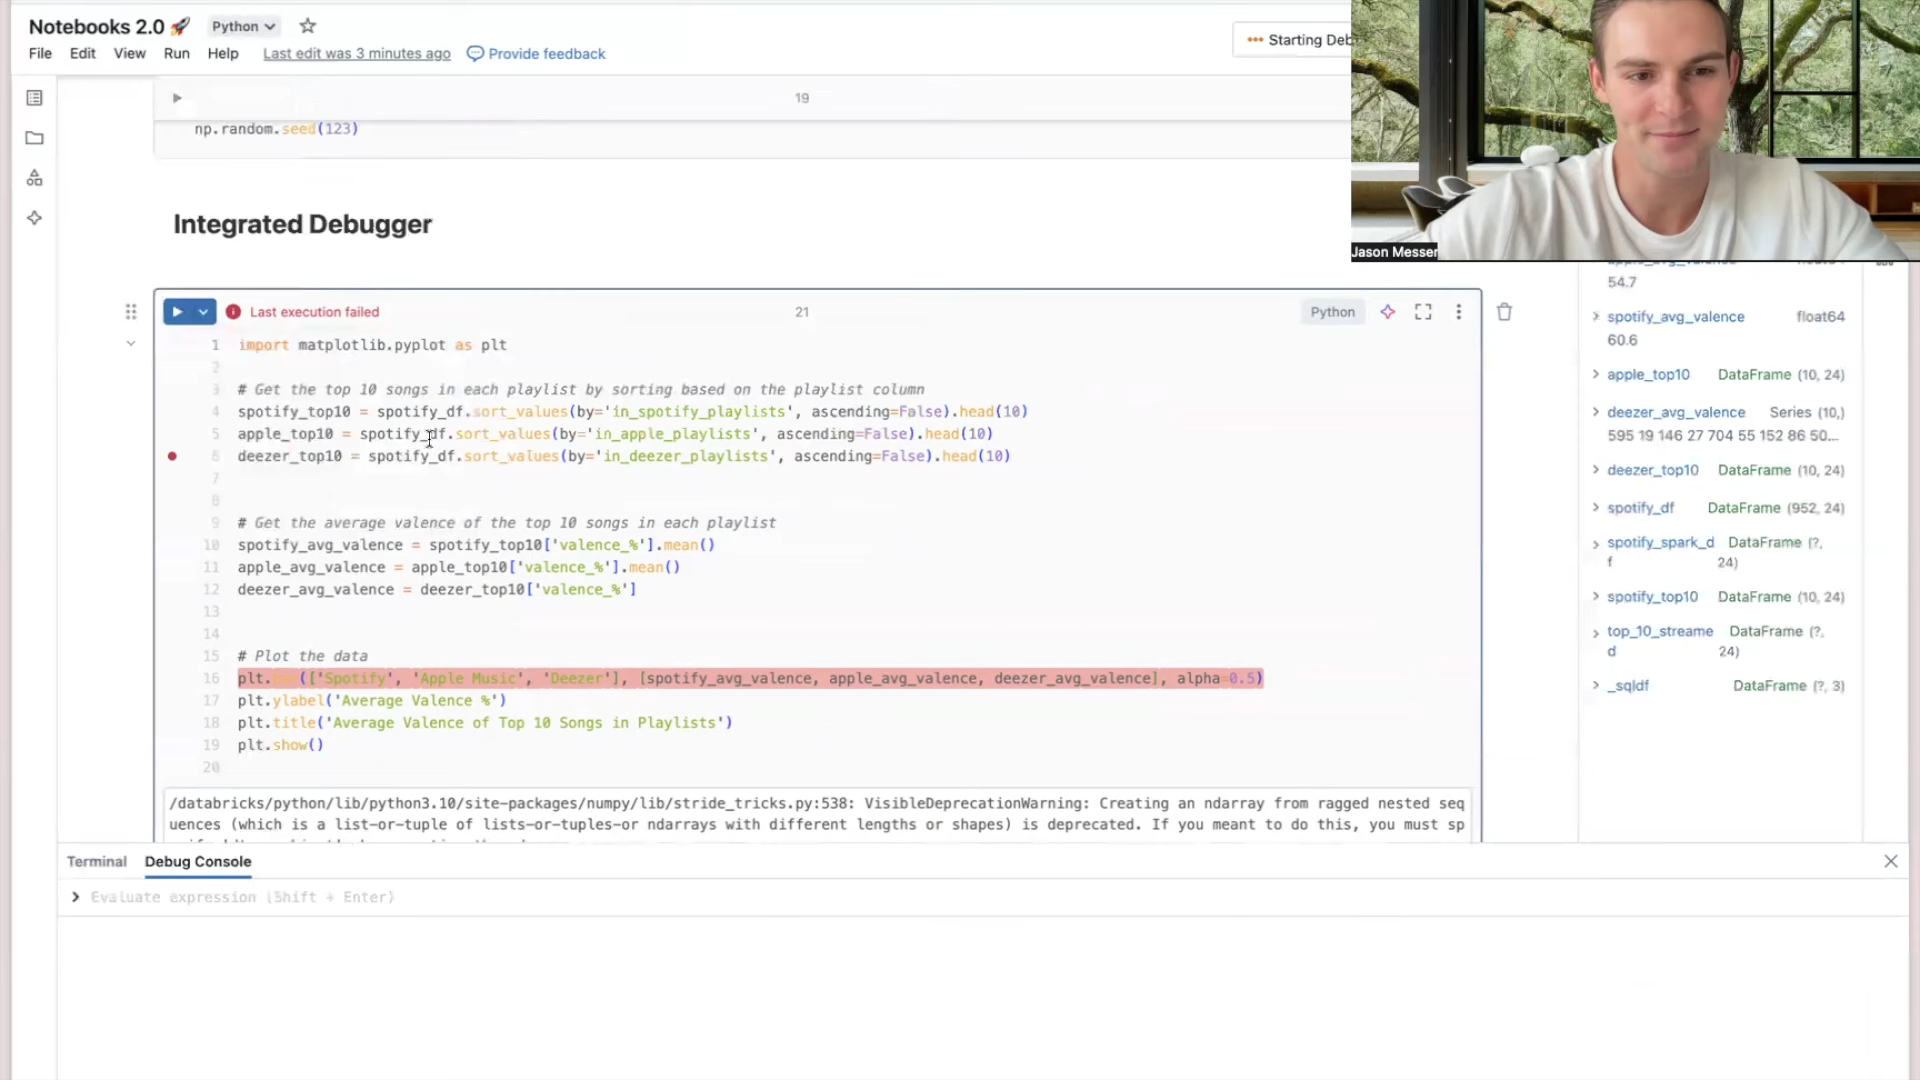 Notebooks 2.0 🚀 Python
File Edit View Run Help Last edit was 3 minutes ago Provide feedback
Starting Deb
19
np.random.seed(123)
Integrated Debugger
Jason Messer
Last execution failed 21 Python
1 import matplotlib.pyplot as plt
2
3 # Get the top 10 songs in each playlist by sorting based on the playlist column
4 spotify_top10 = spotify_df.sort_values(by='in_spotify_playlists', ascending=False).head(10)
5 apple_top10 = spotify_df.sort_values(by='in_apple_playlists', ascending=False).head(10)
6 deezer_top10 = spotify_df.sort_values(by='in_deezer_playlists', ascending=False).head(10)
7
8
9 # Get the average valence of the top 10 songs in each playlist
10 spotify_avg_valence = spotify_top10['valence_%'].mean()
11 apple_avg_valence = apple_top10['valence_%'].mean()
12 deezer_avg_valence = deezer_top10['valence_%']
13
14
15 # Plot the data
16 plt.bar(['Spotify', 'Apple Music', 'Deezer'], [spotify_avg_valence, apple_avg_valence, deezer_avg_valence], alpha=0.5)
17 plt.ylabel('Average Valence %')
18 plt.title('Average Valence of Top 10 Songs in Playlists')
19 plt.show()
20
/databricks/python/lib/python3.10/site-packages/numpy/lib/stride_tricks.py:538: VisibleDeprecationWarning: Creating an ndarray from ragged nested seq
uences (which is a list-or-tuple of lists-or-tuples-or ndarrays with different lengths or shapes) is deprecated. If you meant to do this, you must sp
54.7
spotify_avg_valence float64
60.6
apple_top10 DataFrame (10, 24)
deezer_avg_valence Series (10,)
595 19 146 27 704 55 152 86 50...
deezer_top10 DataFrame (10, 24)
spotify_df DataFrame (952, 24)
spotify_spark_d DataFrame (?,
f 24)
spotify_top10 DataFrame (10, 24)
top_10_streame DataFrame (?,
d 24)
_sqldf DataFrame (?, 3)
Terminal Debug Console
Evaluate expression (Shift + Enter)